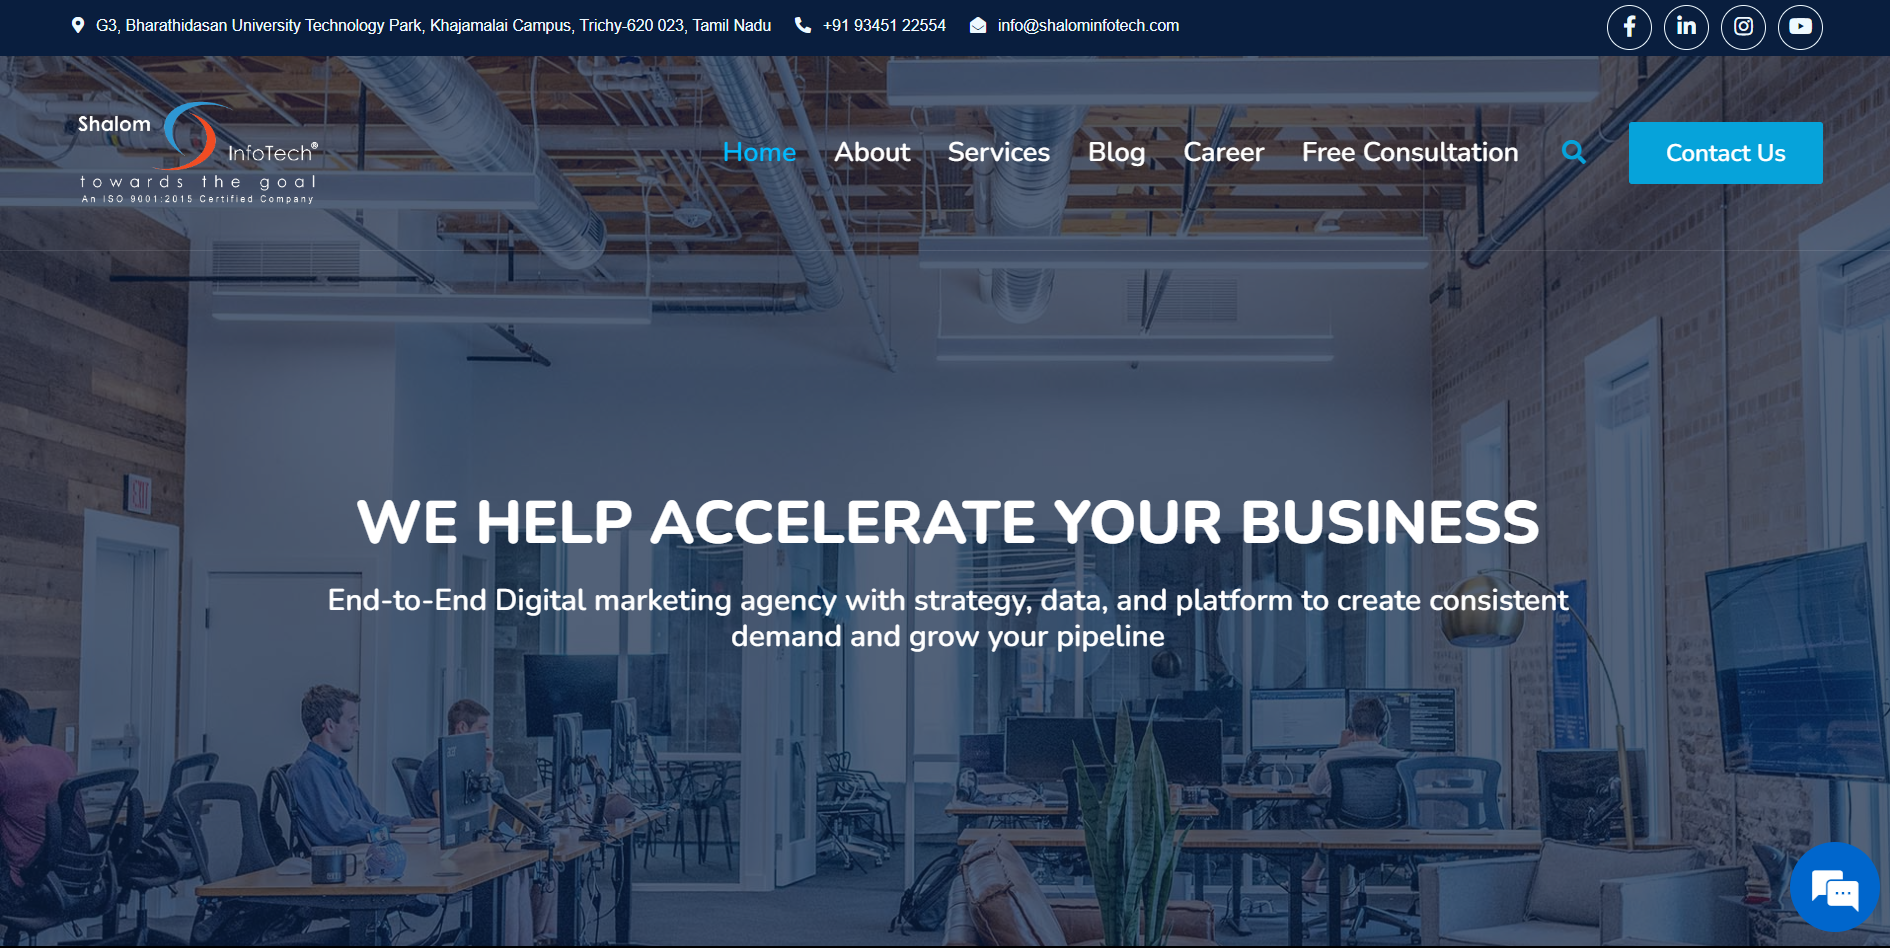 G3, Bharathidasan University Technology Park, Khajamalai Campus, Trichy-620 023, Tamil Nadu
+91 93451 22554
info@shalominfotech.com
Shalom
InfoTech®
towards the goal
An ISO 9001:2015 Certified Company
Home
About
Services
Blog
Career
Free Consultation
Contact Us
EXIT
WE HELP ACCELERATE YOUR BUSINESS
End-to-End Digital marketing agency with strategy, data, and platform to create consistent
demand and grow your pipeline